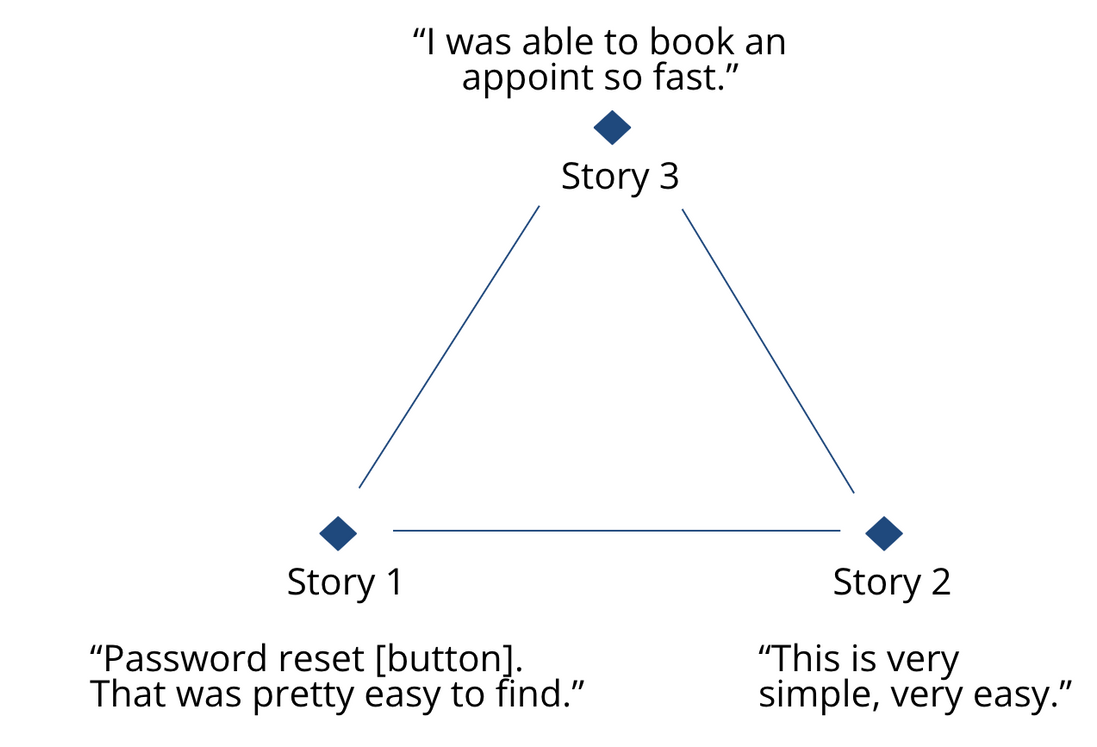 “I was able to book an
appoint so fast.”
Story 3
Story 1
Story 2
“Password reset [button].
That was pretty easy to find.”
“This is very
simple, very easy.”